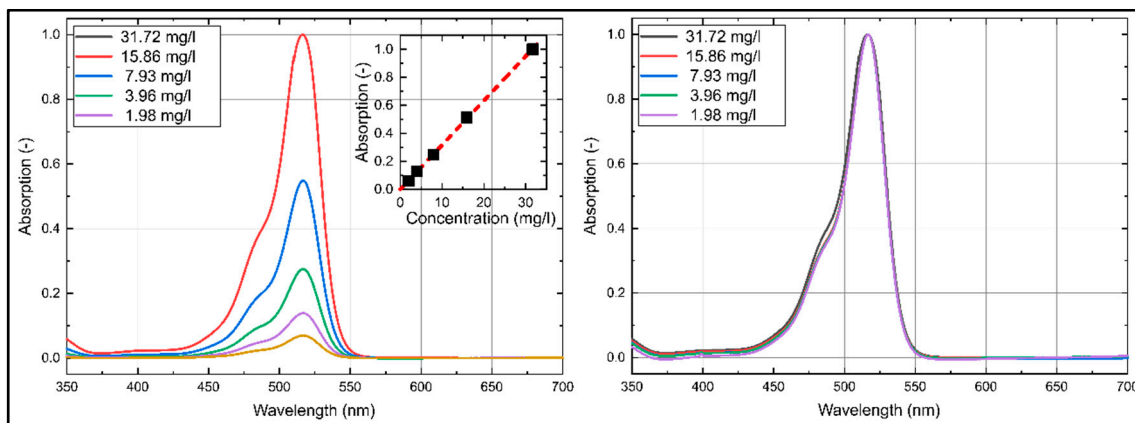 31.72 mg/l
15.86 mg/l
7.93 mg/l
3.96 mg/l
1.98 mg/l
Absorption (-)
1.0
0.8
0.6
0.4
0.2
0.0
350 400 450 500 550 600 650 700
Wavelength (nm)
Absorption (-)
1.0
0.8
0.6
0.4
0.2
0.0
0 10 20 30
Concentration (mg/l)
31.72 mg/l
15.86 mg/l
7.93 mg/l
3.96 mg/l
1.98 mg/l
Absorption (-)
1.0
0.8
0.6
0.4
0.2
0.0
350 400 450 500 550 600 650 700
Wavelength (nm)